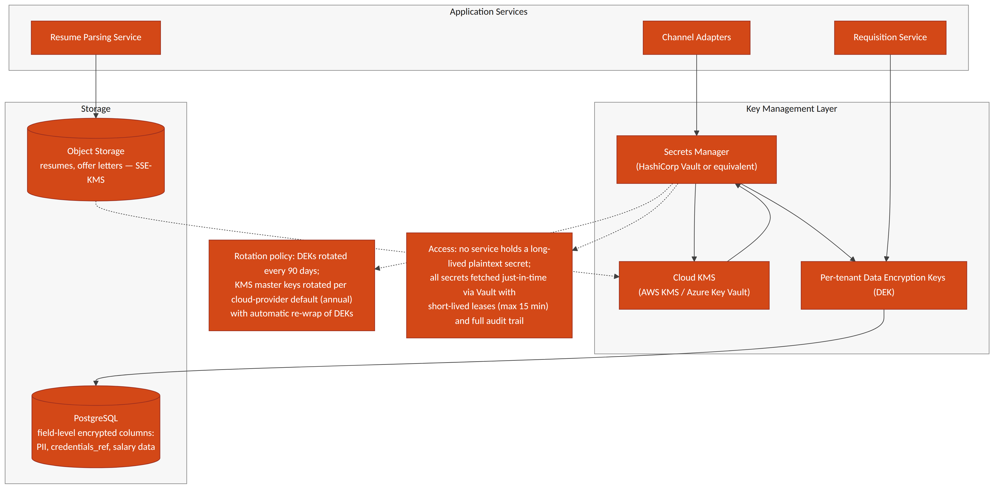 Application Services
Resume Parsing Service
Channel Adapters
Requisition Service
Storage
Key Management Layer
Object Storage
resumes, offer letters — SSE-
KMS
Secrets Manager
(HashiCorp Vault or equivalent)
Rotation policy: DEKs rotated
every 90 days;
KMS master keys rotated per
cloud-provider default (annual)
with automatic re-wrap of DEKs
Access: no service holds a long-
lived plaintext secret;
all secrets fetched just-in-time
via Vault with
short-lived leases (max 15 min)
and full audit trail
Cloud KMS
(AWS KMS / Azure Key Vault)
Per-tenant Data Encryption Keys
(DEK)
PostgreSQL
field-level encrypted columns:
PII, credentials_ref, salary data